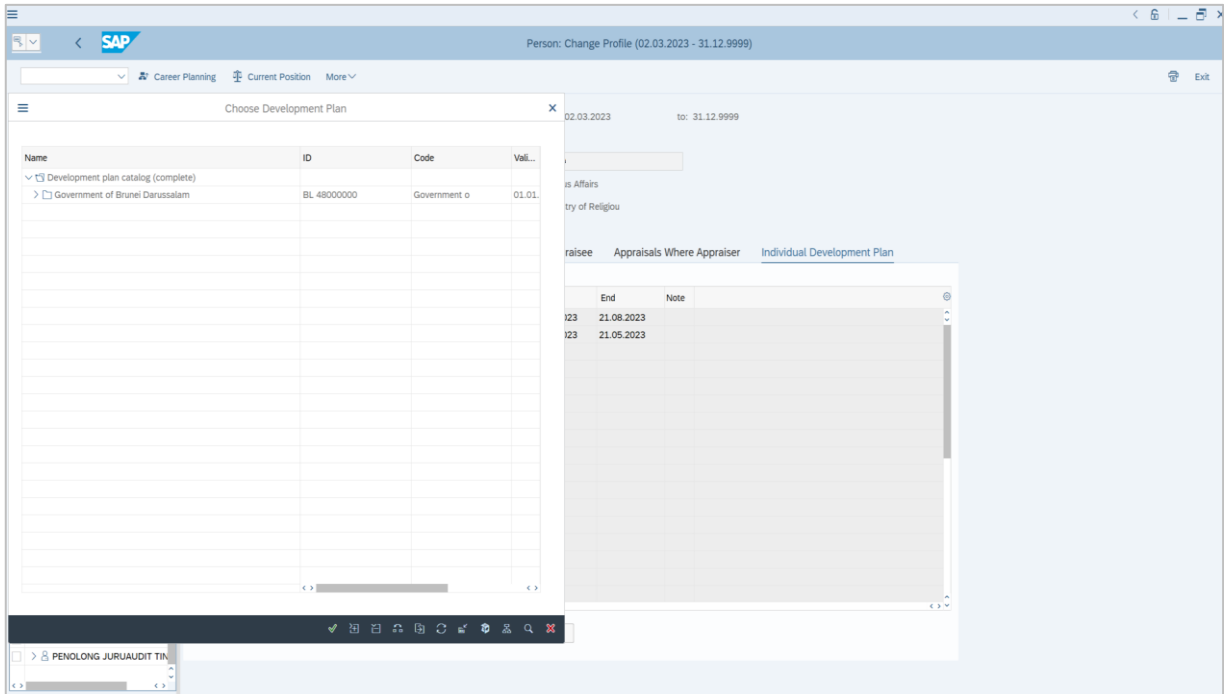 SAP
Person: Change Profile (02.03.2023 - 31.12.9999)
Career Planning Current Position More Exit
Choose Development Plan
02.03.2023 to: 31.12.9999
Name ID Code Vali...
Development plan catalog (complete)
us Affairs
Government of Brunei Darussalam BL 48000000 Government o 01.01.
try of Religiou
raisee Appraisals Where Appraiser Individual Development Plan
End Note
023 21.08.2023
023 21.05.2023
PENOLONG JURUAUDIT TIN